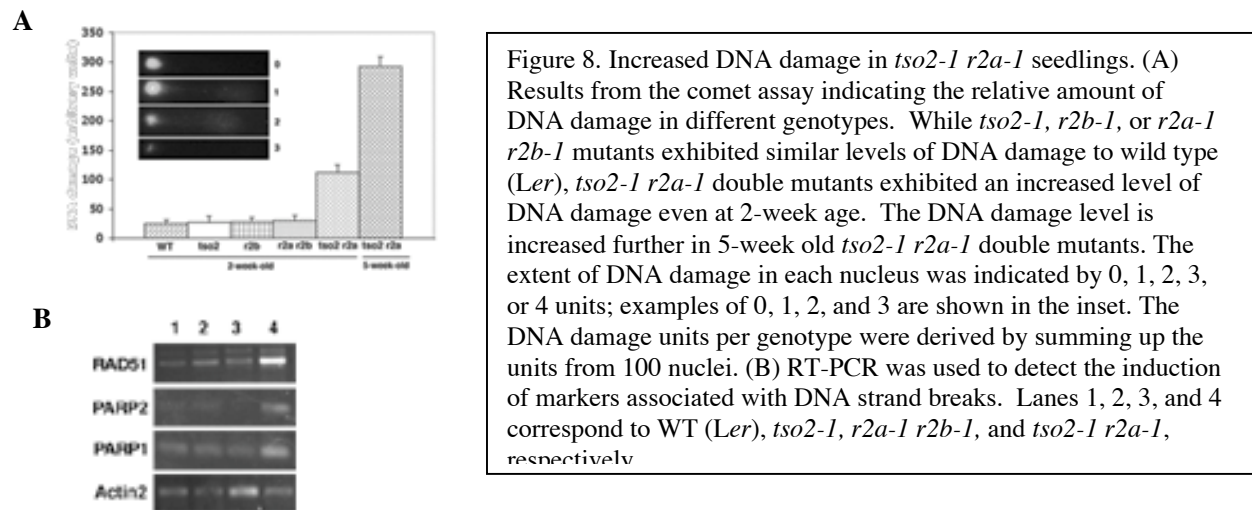 A
350
300
250
200
150
100
50
0
0
1
2
3
WT tso2 r2b r2a r2b tso2 r2a tso2 r2a
2-week-old 5-week-old
Figure 8. Increased DNA damage in tso2-1 r2a-1 seedlings. (A)
Results from the comet assay indicating the relative amount of
DNA damage in different genotypes. While tso2-1, r2b-1, or r2a-1
r2b-1 mutants exhibited similar levels of DNA damage to wild type
(Ler), tso2-1 r2a-1 double mutants exhibited an increased level of
DNA damage even at 2-week age. The DNA damage level is
increased further in 5-week old tso2-1 r2a-1 double mutants. The
extent of DNA damage in each nucleus was indicated by 0, 1, 2, 3,
or 4 units; examples of 0, 1, 2, and 3 are shown in the inset. The
DNA damage units per genotype were derived by summing up the
units from 100 nuclei. (B) RT-PCR was used to detect the induction
of markers associated with DNA strand breaks. Lanes 1, 2, 3, and 4
correspond to WT (Ler), tso2-1, r2a-1 r2b-1, and tso2-1 r2a-1,
respectively
B
1 2 3 4
RAD51
PARP2
PARP1
Actin2